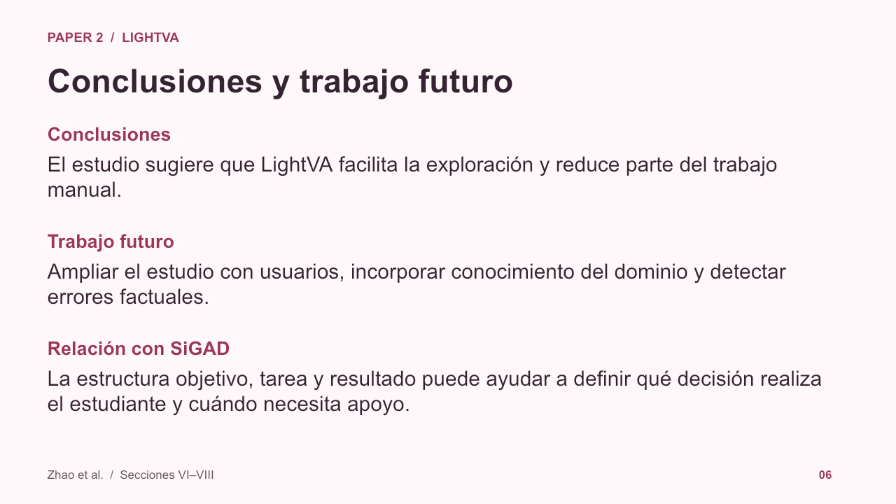 PAPER 2 / LIGHTVA
Conclusiones y trabajo futuro
Conclusiones
El estudio sugiere que LightVA facilita la exploración y reduce parte del trabajo
manual.
Trabajo futuro
Ampliar el estudio con usuarios, incorporar conocimiento del dominio y detectar
errores factuales.
Relación con SiGAD
La estructura objetivo, tarea y resultado puede ayudar a definir qué decisión realiza
el estudiante y cuándo necesita apoyo.
Zhao et al. / Secciones VI–VIII
06